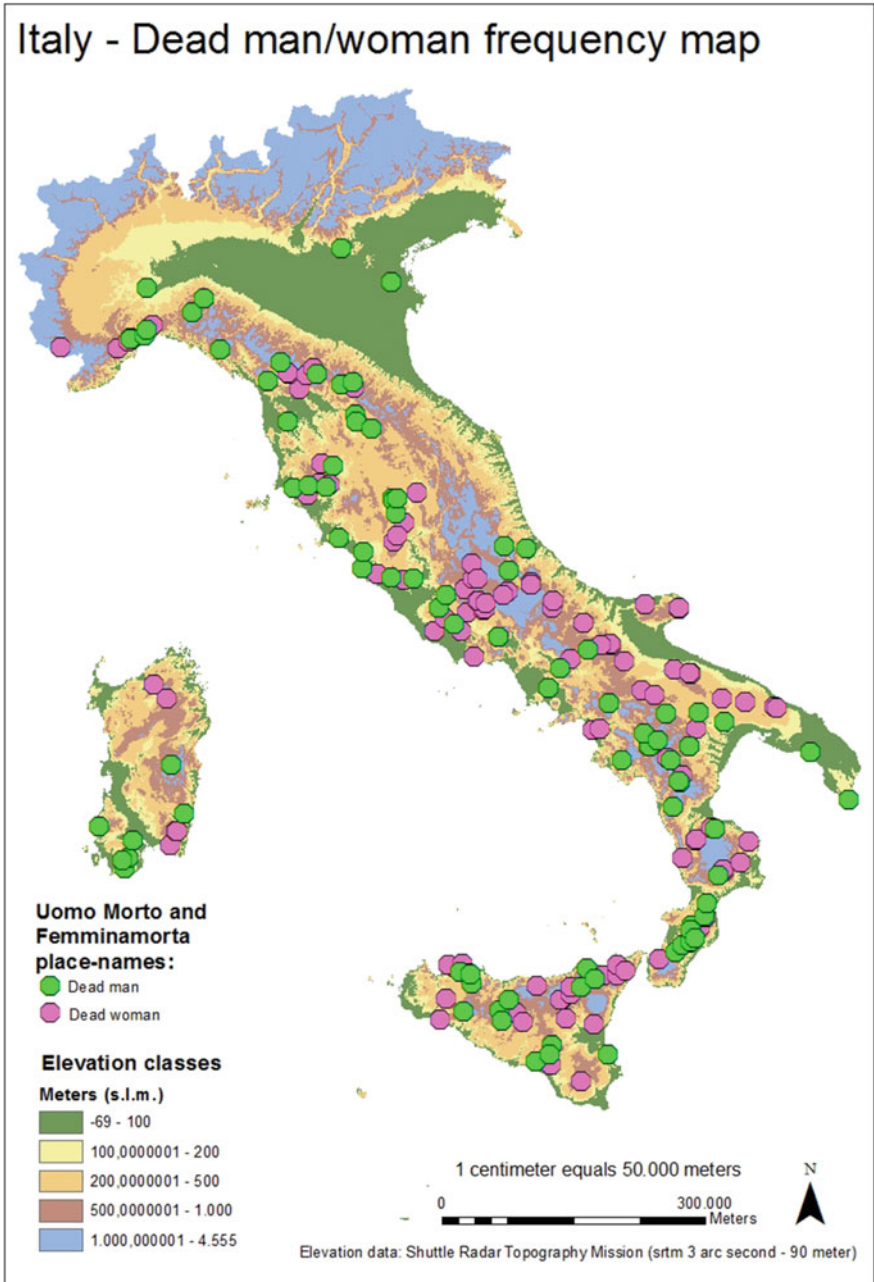 Italy - Dead man/woman frequency map
Uomo Morto and
Femminamorta
place-names:
Dead man
Dead woman
Elevation classes
Meters (s.l.m.)
-69 - 100
100,0000001 - 200
200,0000001 - 500
500,0000001 - 1.000
1.000,000001 - 4.555
1 centimeter equals 50.000 meters
N
0 300.000
Meters
Elevation data: Shuttle Radar Topography Mission (srtm 3 arc second - 90 meter)